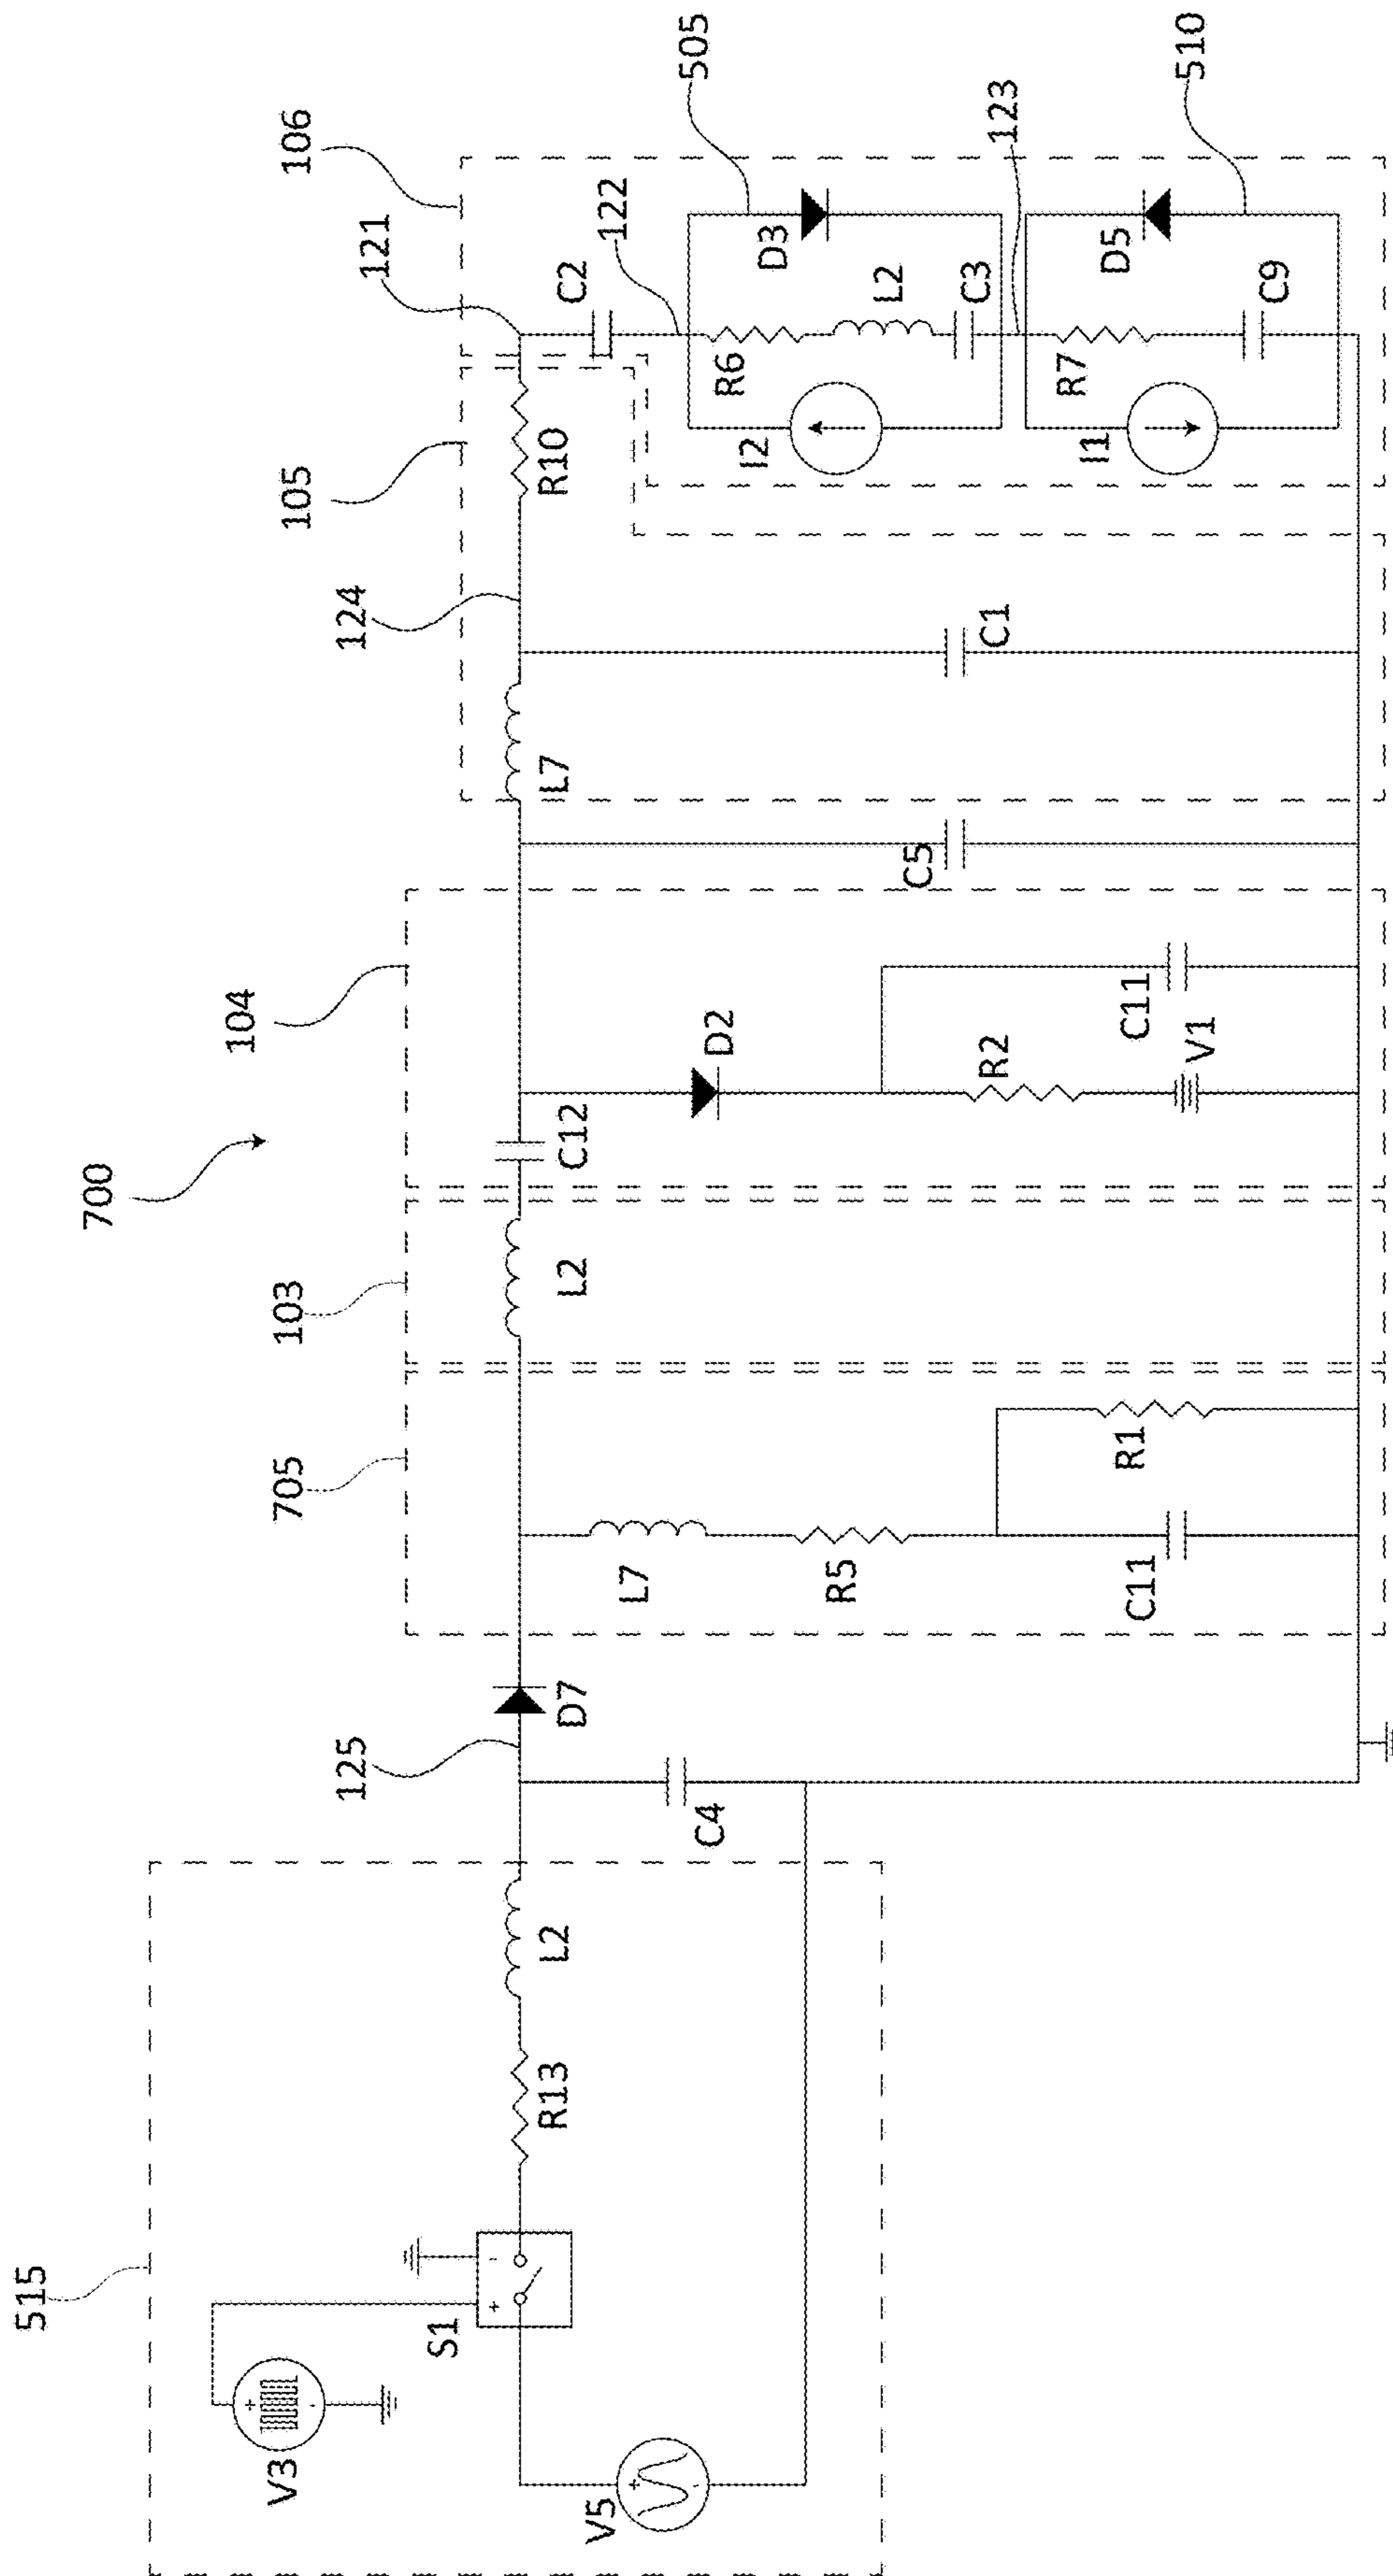 700
515
V3
+
-
V5
+
-
S1
+
-
R13
L2
125
C4
D7
705
L7
R5
C11
R1
103
L2
104
C12
D2
R2
V1
C11
C5
105
L7
124
C1
R10
106
121
C2
122
505
I2
R6
L2
C3
D3
123
I1
R7
C9
D5
510